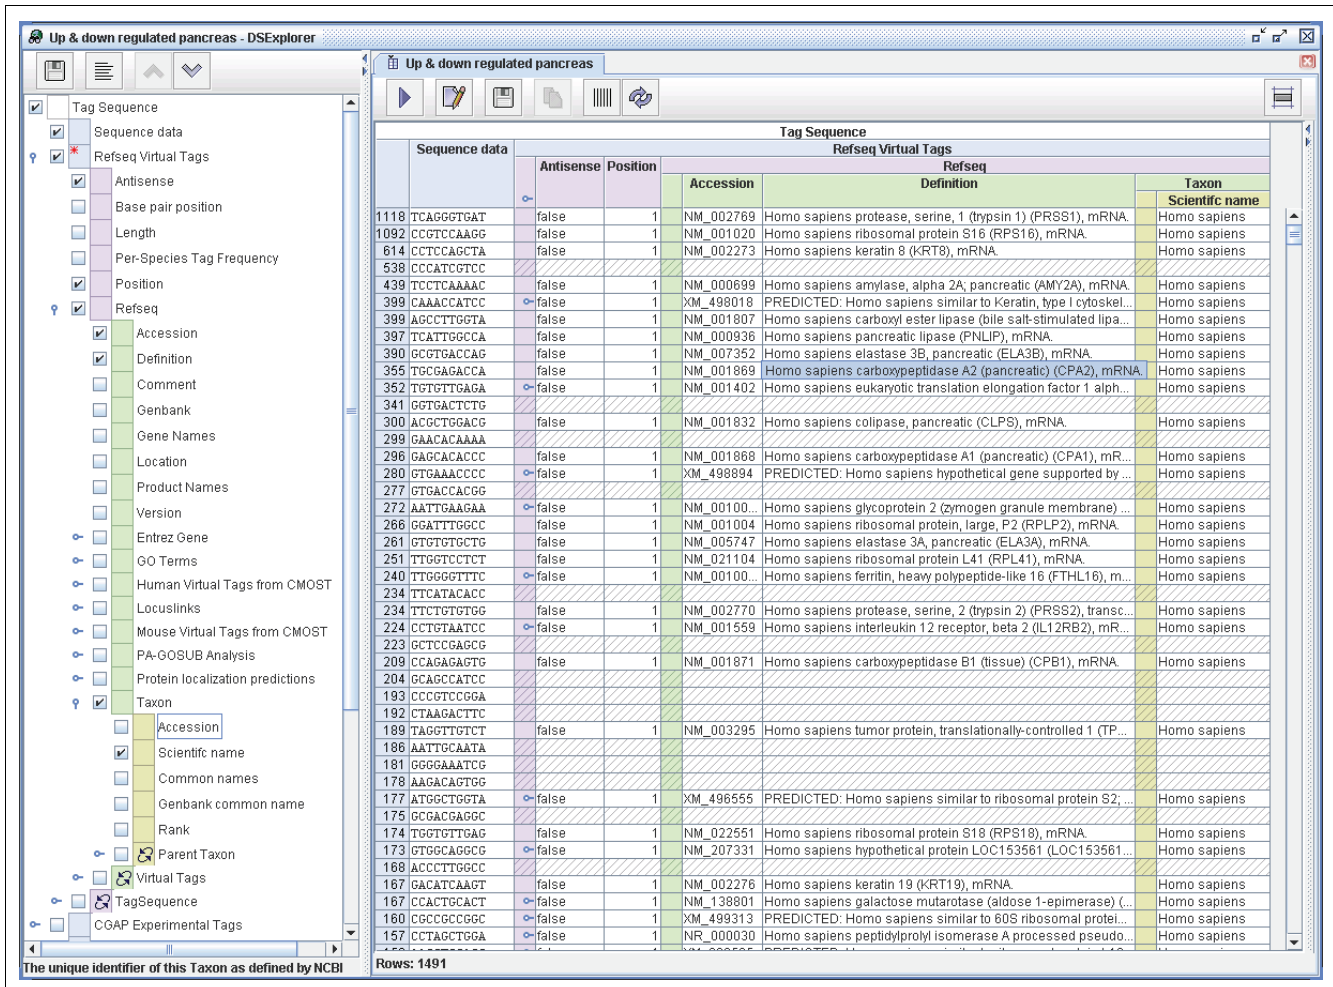 Up & down regulated pancreas - DSExplorer
Tag Sequence
Sequence data
Refseq Virtual Tags
Antisense
Base pair position
Length
Per-Species Tag Frequency
Position
Refseq
Accession
Definition
Comment
Genbank
Gene Names
Location
Product Names
Version
Entrez Gene
GO Terms
Human Virtual Tags from CMOST
Locuslinks
Mouse Virtual Tags from CMOST
PA-GOSUB Analysis
Protein localization predictions
Taxon
Accession
Scientifc name
Common names
Genbank common name
Rank
Parent Taxon
Virtual Tags
TagSequence
CGAP Experimental Tags
The unique identifier of this Taxon as defined by NCBI
Up & down regulated pancreas
Tag Sequence
Sequence data Refseq Virtual Tags
Antisense Position Refseq
Accession Definition Taxon
Scientifc name
1118 TCAGGGTGAT false 1 NM_002769 Homo sapiens protease, serine, 1 (trypsin 1) (PRSS1), mRNA. Homo sapiens
1092 CCGTCCAAGG false 1 NM_001020 Homo sapiens ribosomal protein S16 (RPS16), mRNA. Homo sapiens
614 CCTCCAGCTA false 1 NM_002273 Homo sapiens keratin 8 (KRT8), mRNA. Homo sapiens
538 CCCATCGTCC
439 TCCTCAAAAC false 1 NM_000699 Homo sapiens amylase, alpha 2A; pancreatic (AMY2A), mRNA. Homo sapiens
399 CAAACCATCC false 1 XM_498018 PREDICTED: Homo sapiens similar to Keratin, type I cytoskel... Homo sapiens
399 AGCCTTGGTA false 1 NM_001807 Homo sapiens carboxyl ester lipase (bile salt-stimulated lipa... Homo sapiens
397 TCATTGGCCA false 1 NM_000936 Homo sapiens pancreatic lipase (PNLIP), mRNA. Homo sapiens
390 GCGTGACCAG false 1 NM_007352 Homo sapiens elastase 3B, pancreatic (ELA3B), mRNA. Homo sapiens
355 TGCGAGACCA false 1 NM_001869 Homo sapiens carboxypeptidase A2 (pancreatic) (CPA2), mRNA. Homo sapiens
352 TGTGTTGAGA false 1 NM_001402 Homo sapiens eukaryotic translation elongation factor 1 alph... Homo sapiens
341 GGTGACTCTG
300 ACGCTGGACG false 1 NM_001832 Homo sapiens colipase, pancreatic (CLPS), mRNA. Homo sapiens
299 GAACACAAAA
296 GAGCACACCC false 1 NM_001868 Homo sapiens carboxypeptidase A1 (pancreatic) (CPA1), mR... Homo sapiens
280 GTGAAACCCC false 1 XM_498894 PREDICTED: Homo sapiens hypothetical gene supported by ... Homo sapiens
277 GTGACCACGG
272 AATTGAAGAA false 1 NM_00100... Homo sapiens glycoprotein 2 (zymogen granule membrane) ... Homo sapiens
266 GGATTTGGCC false 1 NM_001004 Homo sapiens ribosomal protein, large, P2 (RPLP2), mRNA. Homo sapiens
261 GTGTGTGCTG false 1 NM_005747 Homo sapiens elastase 3A, pancreatic (ELA3A), mRNA. Homo sapiens
251 TTGGTCCTCT false 1 NM_021104 Homo sapiens ribosomal protein L41 (RPL41), mRNA. Homo sapiens
240 TTGGGGTTTC false 1 NM_00100... Homo sapiens ferritin, heavy polypeptide-like 16 (FTHL16), m... Homo sapiens
234 TTCATACACC
234 TTCTGTGTGG false 1 NM_002770 Homo sapiens protease, serine, 2 (trypsin 2) (PRSS2), transc... Homo sapiens
224 CCTGTAATCC false 1 NM_001559 Homo sapiens interleukin 12 receptor, beta 2 (IL12RB2), mR... Homo sapiens
223 GCTCCGAGCG
209 CCAGAGAGTG false 1 NM_001871 Homo sapiens carboxypeptidase B1 (tissue) (CPB1), mRNA. Homo sapiens
204 GCAGCCATCC
193 CCCGTCCGGA
192 CTAAGACTTC
189 TAGGTTGTCT false 1 NM_003295 Homo sapiens tumor protein, translationally-controlled 1 (TP... Homo sapiens
186 AATTGCAATA
181 GGGGAAATCG
178 AAGACAGTGG
177 ATGGCTGGTA false 1 XM_496555 PREDICTED: Homo sapiens similar to ribosomal protein S2; ... Homo sapiens
175 GCGACGAGGC
174 TGGTGTTGAG false 1 NM_022551 Homo sapiens ribosomal protein S18 (RPS18), mRNA. Homo sapiens
173 GTGGCAGGCG false 1 NM_207331 Homo sapiens hypothetical protein LOC153561 (LOC153561... Homo sapiens
168 ACCCTTGGCC
167 GACATCAAGT false 1 NM_002276 Homo sapiens keratin 19 (KRT19), mRNA. Homo sapiens
167 CCACTGCACT false 1 NM_138801 Homo sapiens galactose mutarotase (aldose 1-epimerase) (... Homo sapiens
160 CGCCGCCGGC false 1 XM_499313 PREDICTED: Homo sapiens similar to 60S ribosomal protei... Homo sapiens
157 CCTAGCTGGA false 1 NR_000030 Homo sapiens peptidylprolyl isomerase A processed pseudo... Homo sapiens
Rows: 1491